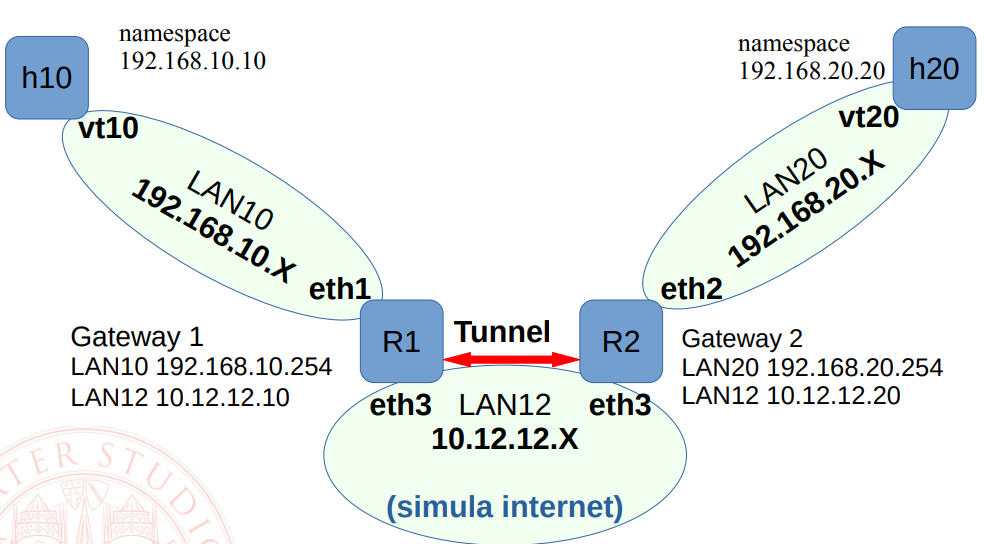 namespace
192.168.10.10
h10
vt10
LAN10
192.168.10.X
eth1
namespace
192.168.20.20
h20
vt20
LAN20
192.168.20.X
eth2
Gateway 1
LAN10 192.168.10.254
LAN12 10.12.12.10
R1
Tunnel
R2
Gateway 2
LAN20 192.168.20.254
LAN12 10.12.12.20
eth3
LAN12
eth3
10.12.12.X
(simula internet)
ATER STUDI